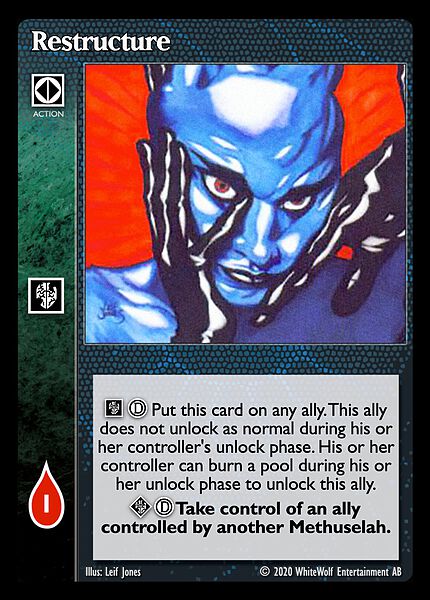 Restructure
ACTION
D Put this card on any ally. This ally
does not unlock as normal during his or
her controller's unlock phase. His or her
controller can burn a pool during his or
her unlock phase to unlock this ally.
D Take control of an ally
controlled by another Methuselah.
1
Illus: Leif Jones © 2020 WhiteWolf Entertainment AB